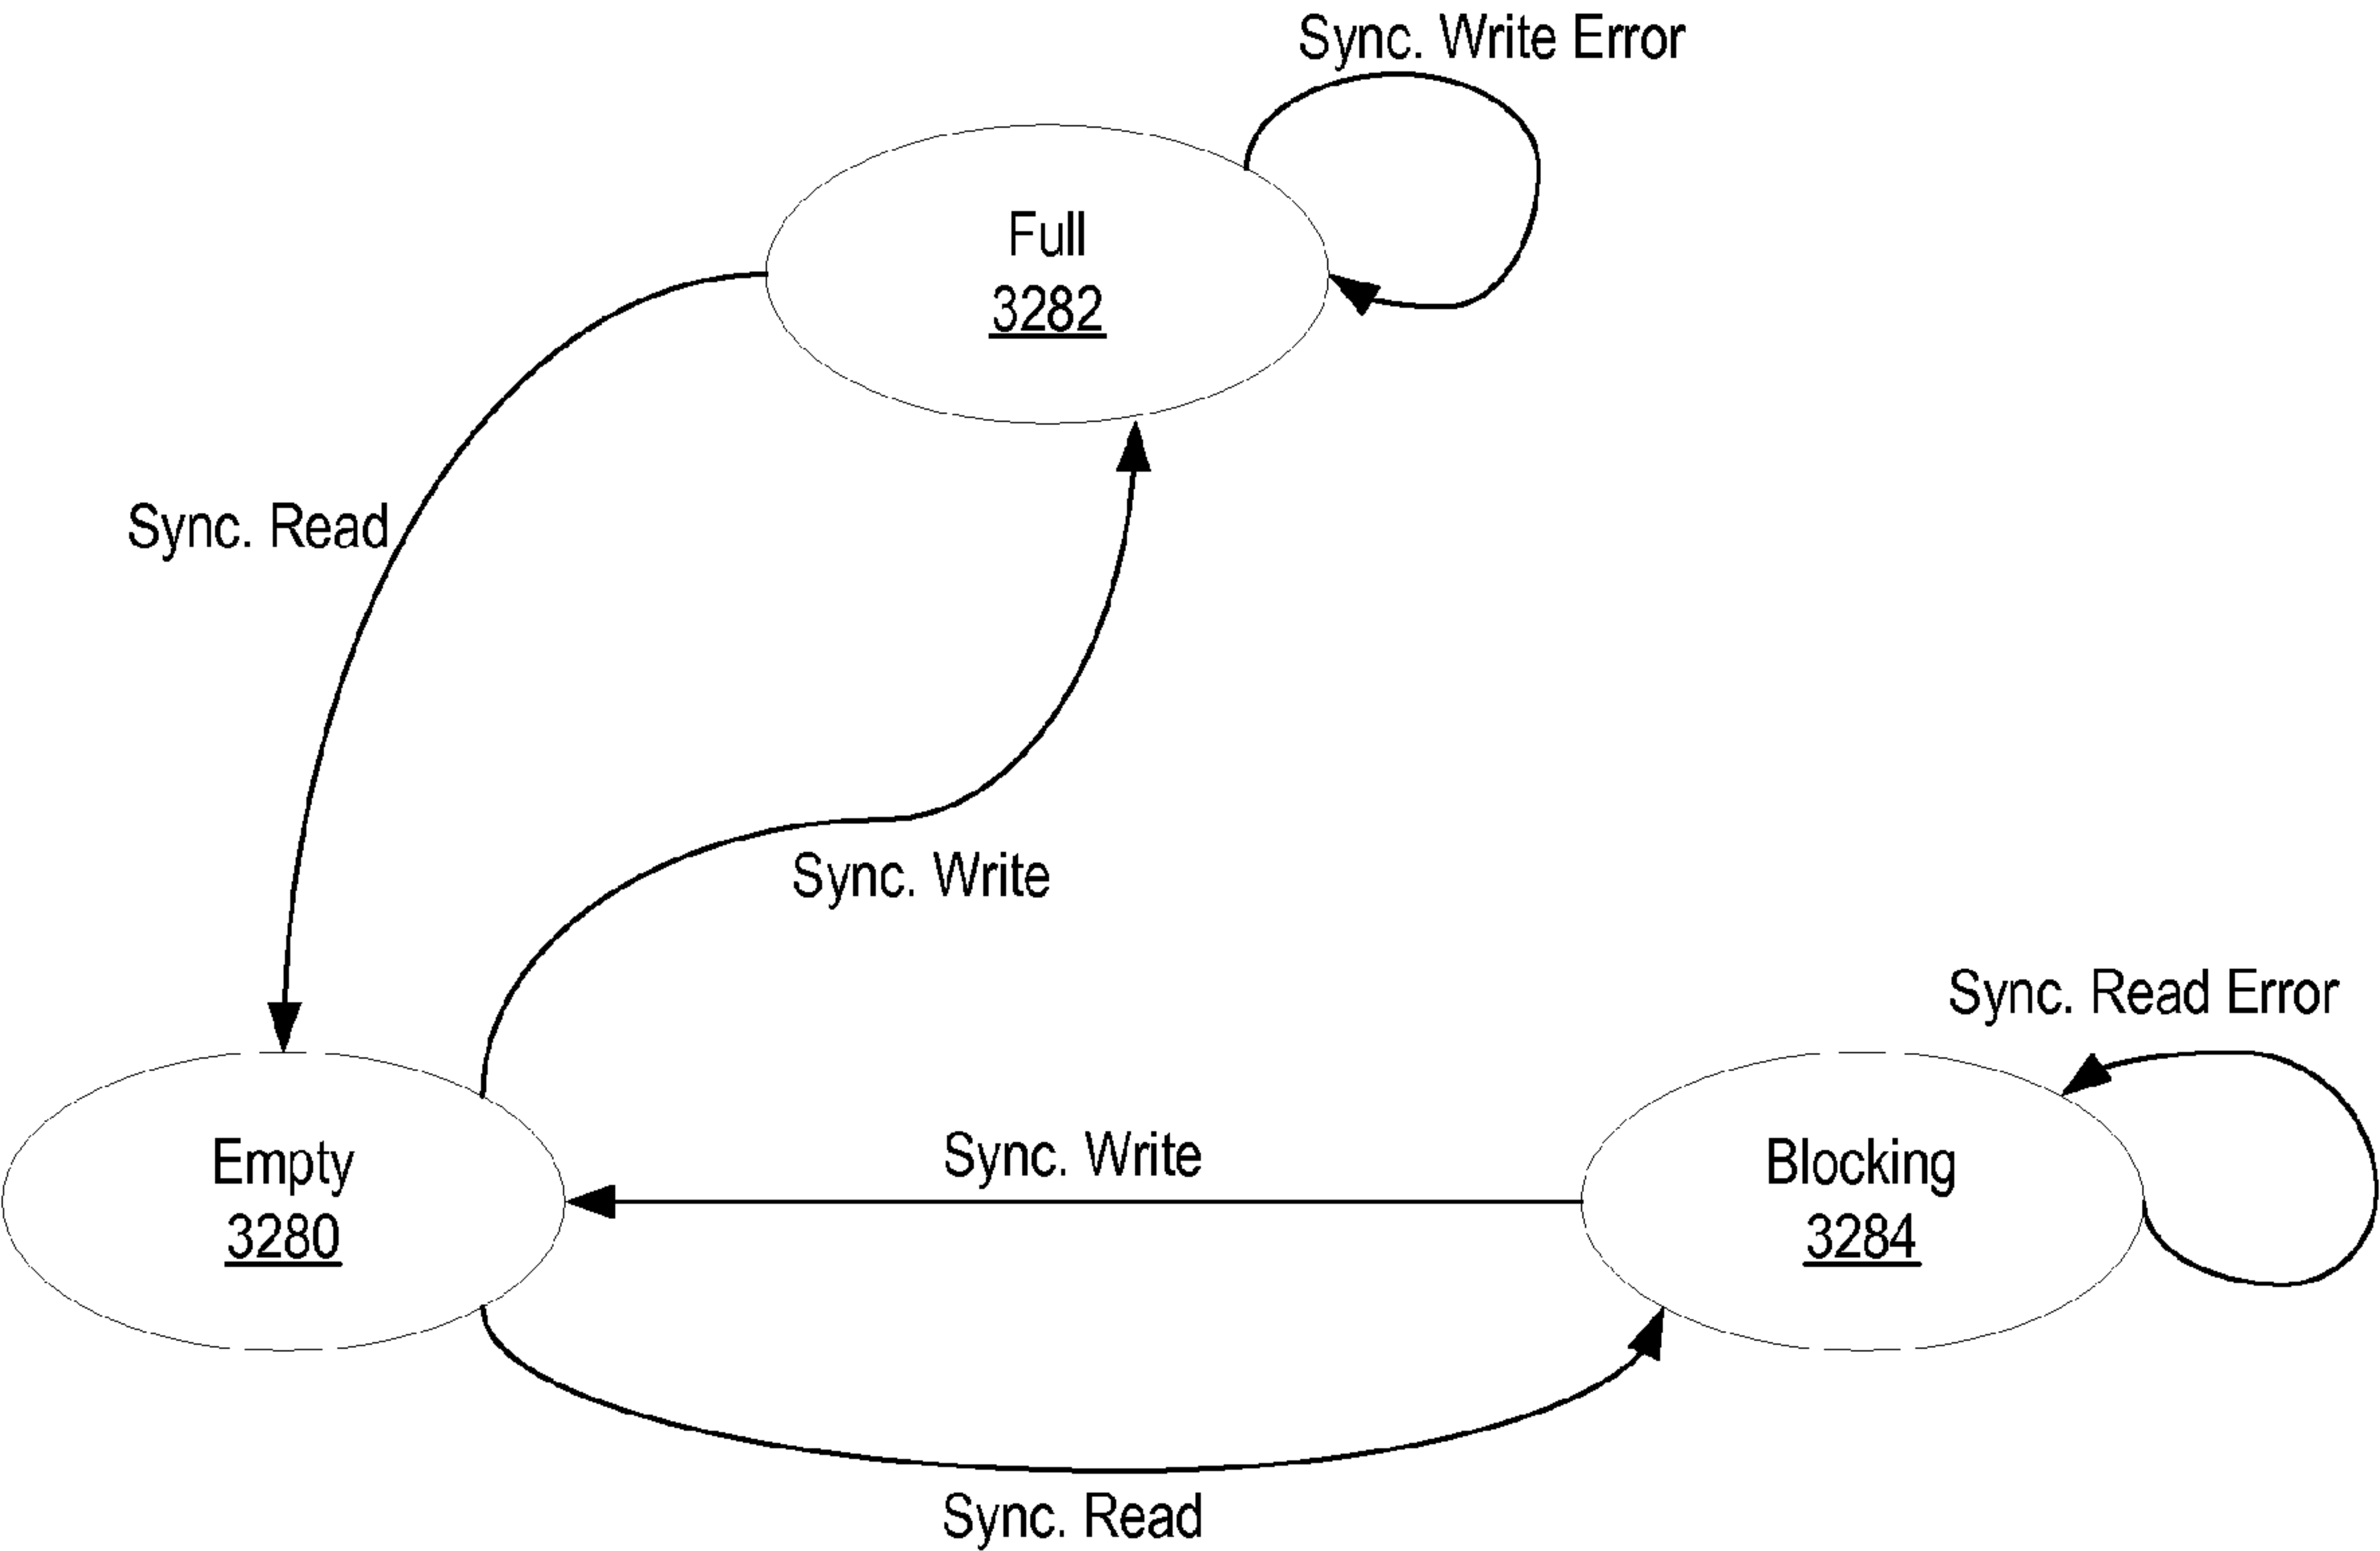 Sync. Write Error
Full
3282
Sync. Read
Sync. Write
Sync. Read Error
Sync. Write
Empty
3280
Blocking
3284
Sync. Read